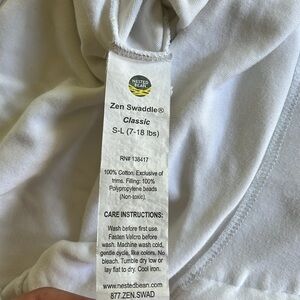 NESTED
BEAN
Zen Swaddle®
Classic
S-L (7-18 lbs)
RN# 138417
100% Cotton, Exclusive of
trims. Filling: 100%
Polypropylene beads
(Non-toxic).
CARE INSTRUCTIONS:
Wash before first use.
Fasten Velcro before
wash. Machine wash cold,
gentle cycle, like colors. No
bleach. Tumble dry low or
lay flat to dry. Cool iron.
www.nestedbean.com
877.ZEN.SWAD